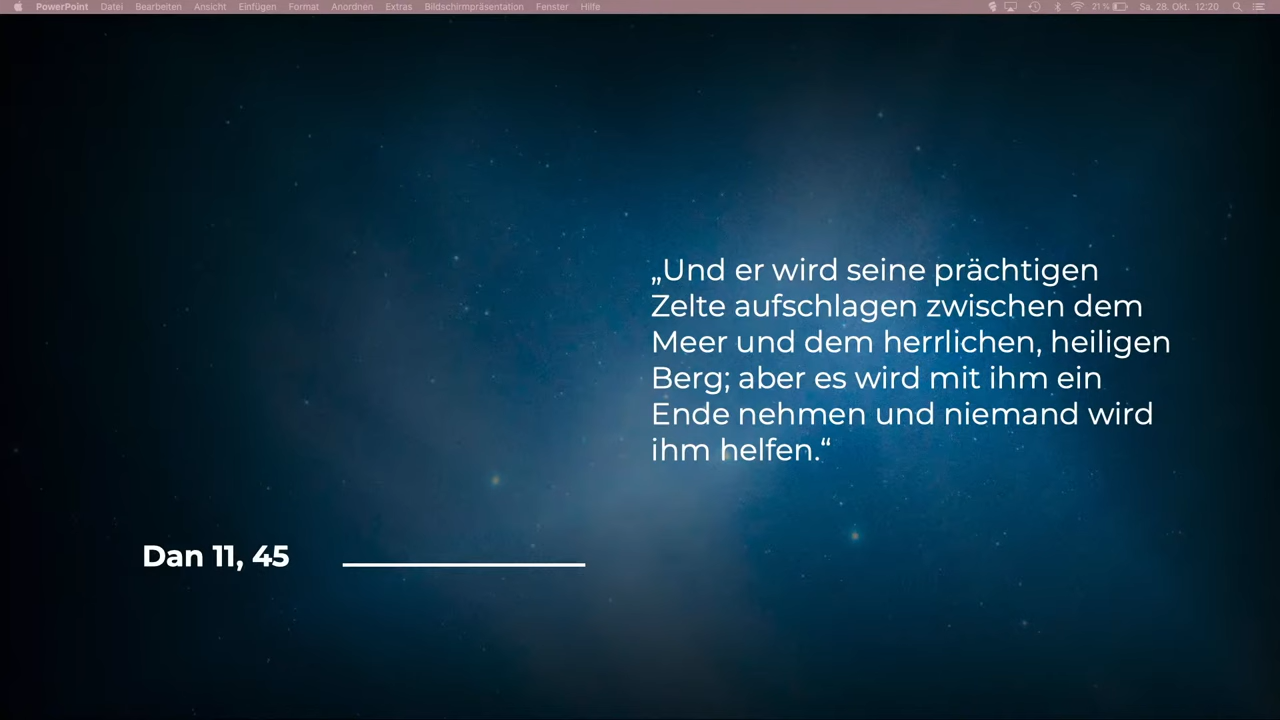 PowerPoint Datei Bearbeiten Ansicht Einfügen Format Anordnen Extras Bildschirmpräsentation Fenster Hilfe 21 % Sa. 28. Okt. 12:20
„Und er wird seine prächtigen
Zelte aufschlagen zwischen dem
Meer und dem herrlichen, heiligen
Berg; aber es wird mit ihm ein
Ende nehmen und niemand wird
ihm helfen.“
Dan 11, 45